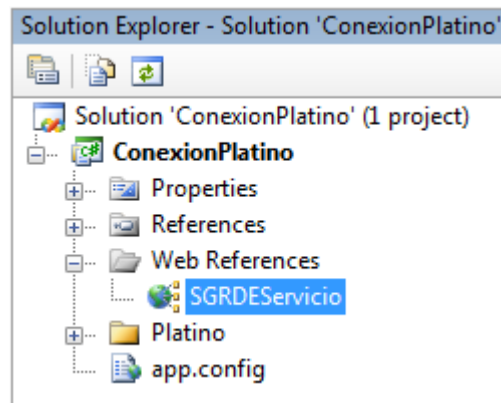 Solution Explorer - Solution 'ConexionPlatino'
Solution 'ConexionPlatino' (1 project)
ConexionPlatino
Properties
References
Web References
SGRDEServicio
Platino
app.config